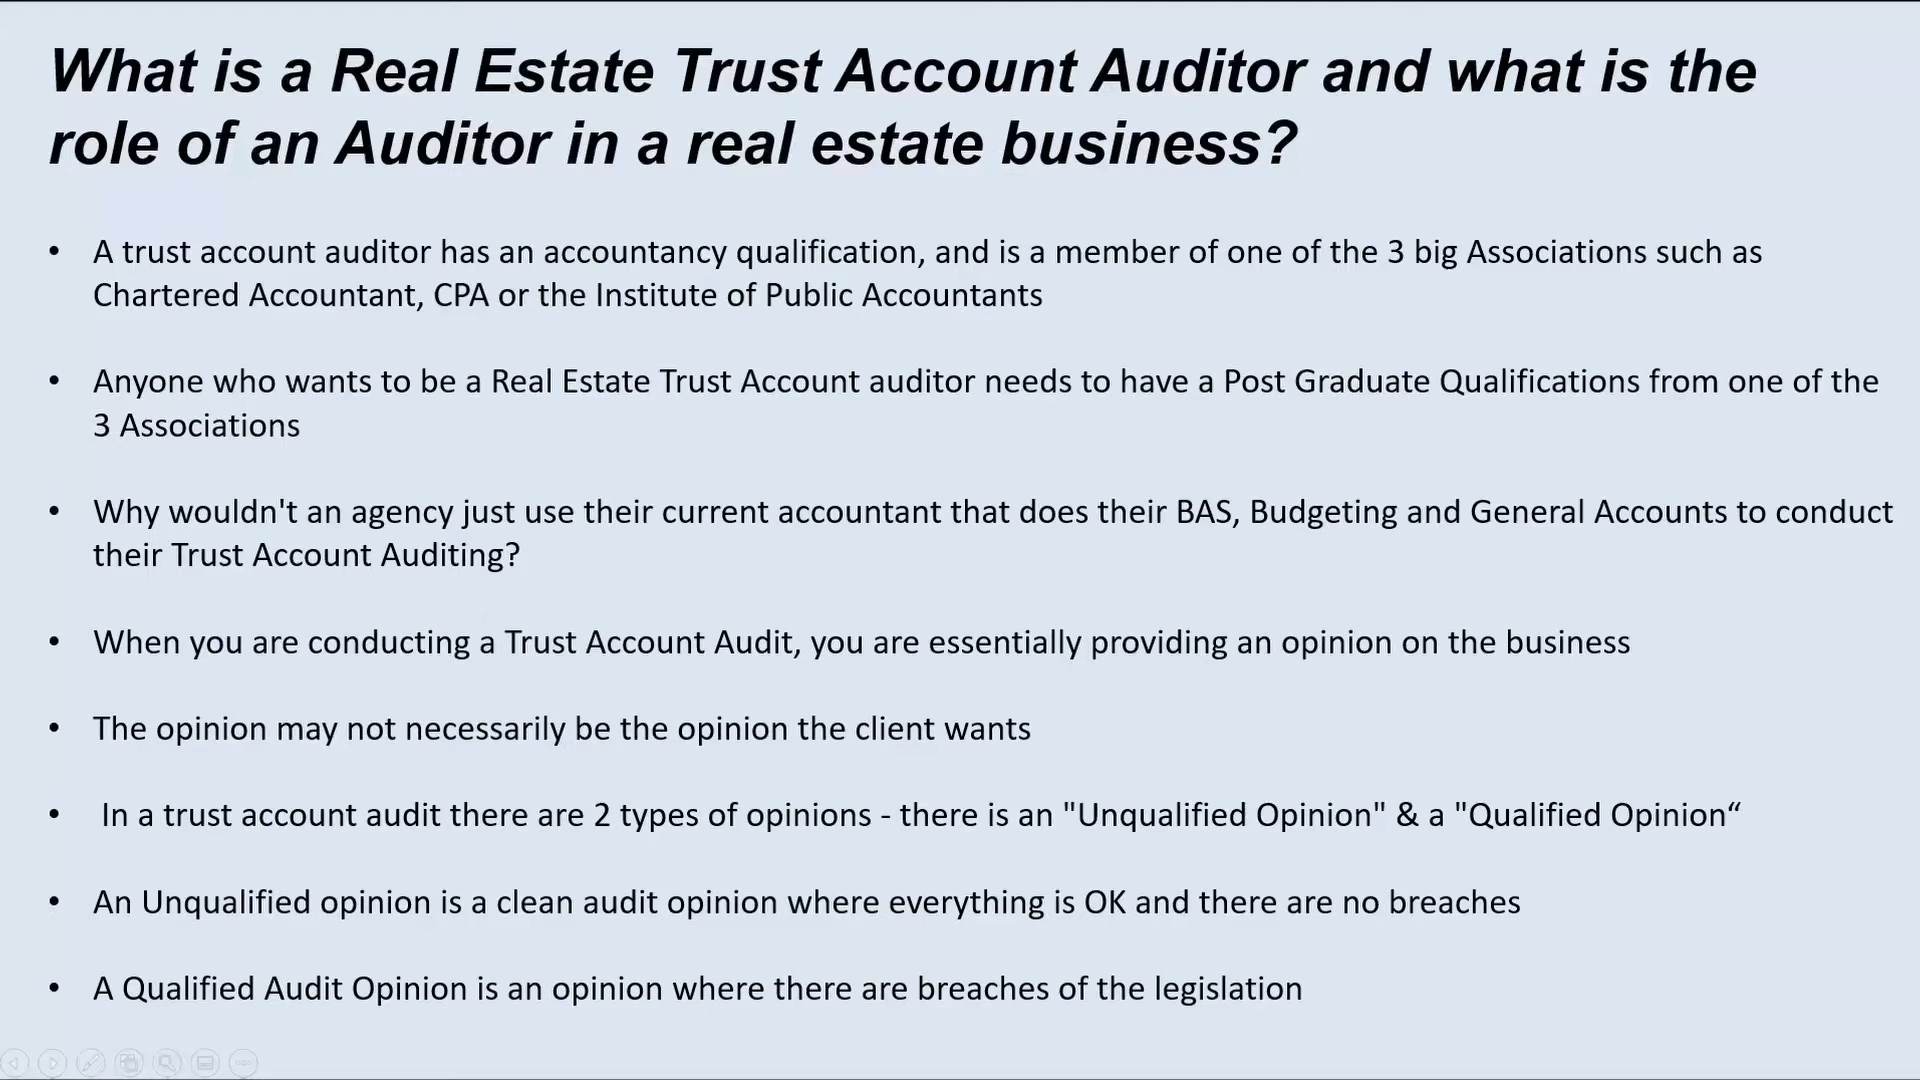 What is a Real Estate Trust Account Auditor and what is the
role of an Auditor in a real estate business?
• A trust account auditor has an accountancy qualification, and is a member of one of the 3 big Associations such as
Chartered Accountant, CPA or the Institute of Public Accountants
• Anyone who wants to be a Real Estate Trust Account auditor needs to have a Post Graduate Qualifications from one of the
3 Associations
• Why wouldn't an agency just use their current accountant that does their BAS, Budgeting and General Accounts to conduct
their Trust Account Auditing?
• When you are conducting a Trust Account Audit, you are essentially providing an opinion on the business
• The opinion may not necessarily be the opinion the client wants
• In a trust account audit there are 2 types of opinions - there is an "Unqualified Opinion" & a "Qualified Opinion“
• An Unqualified opinion is a clean audit opinion where everything is OK and there are no breaches
• A Qualified Audit Opinion is an opinion where there are breaches of the legislation